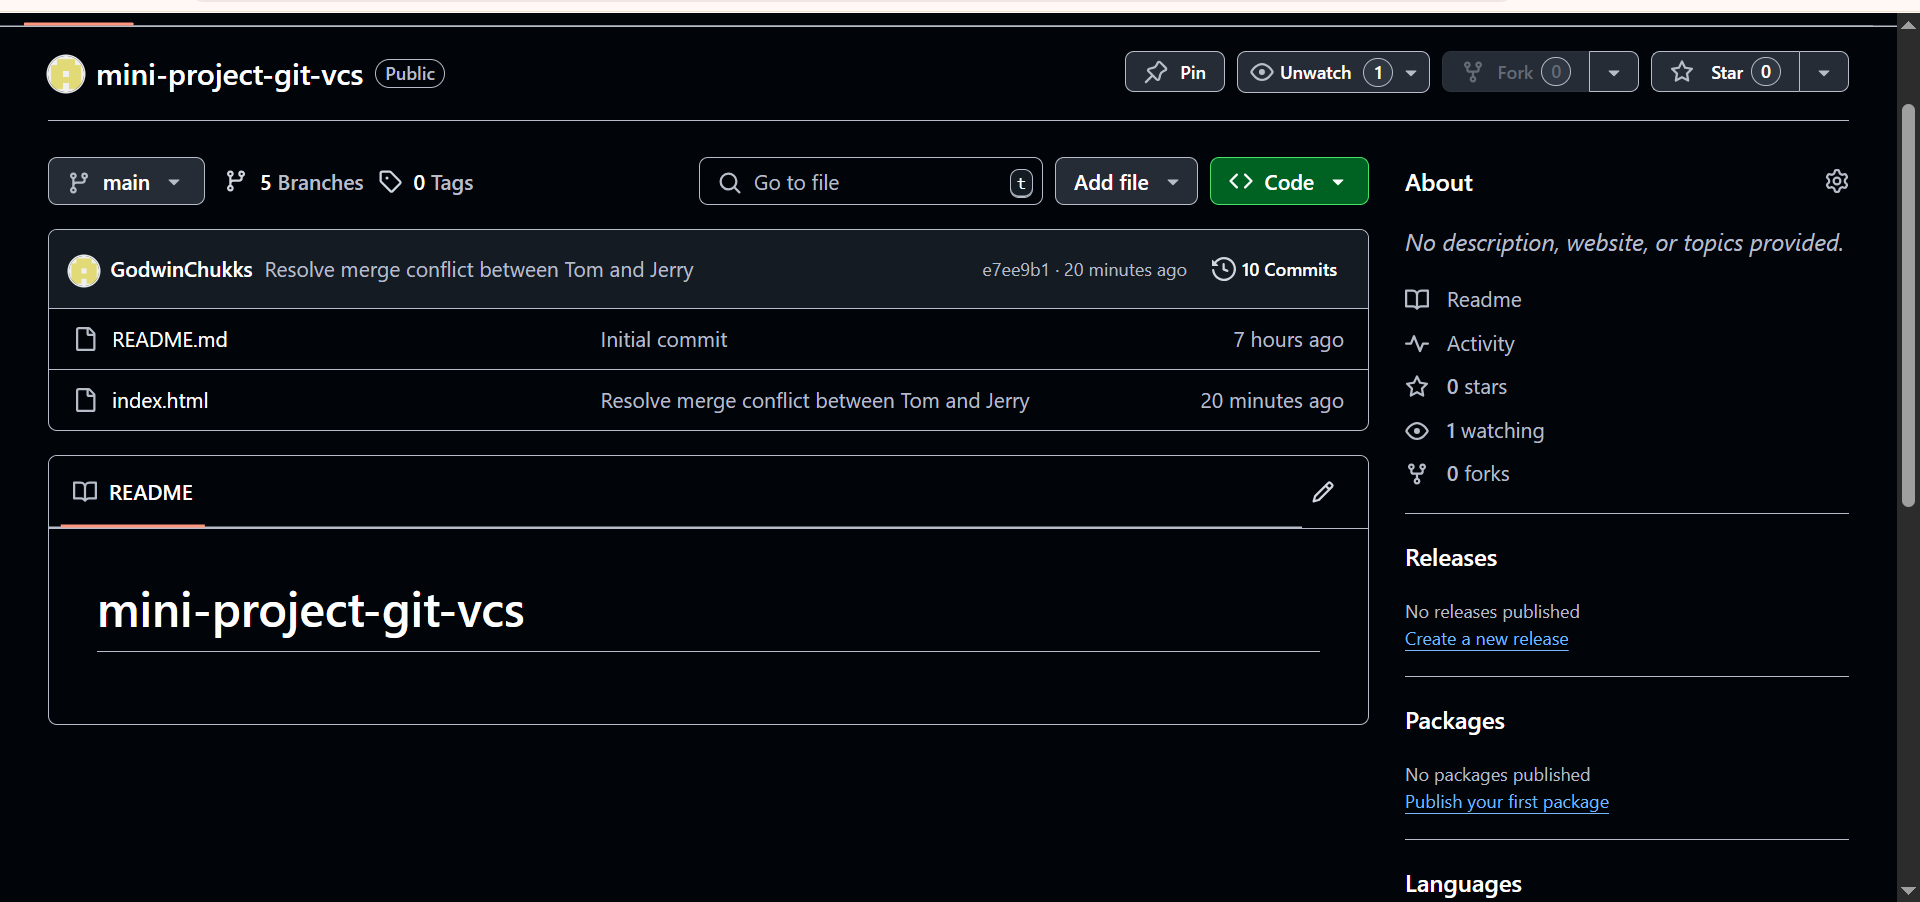 mini-project-git-vcs Public Pin Unwatch 1 Fork 0 Star 0
main 5 Branches 0 Tags Go to file t Add file Code
GodwinChukks Resolve merge conflict between Tom and Jerry e7ee9b1 · 20 minutes ago 10 Commits
README.md Initial commit 7 hours ago
index.html Resolve merge conflict between Tom and Jerry 20 minutes ago
README
mini-project-git-vcs
About
No description, website, or topics provided.
Readme
Activity
0 stars
1 watching
0 forks
Releases
No releases published
Create a new release
Packages
No packages published
Publish your first package
Languages